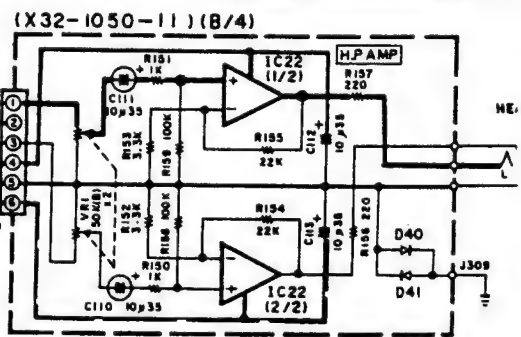 (X32-1050-11)(B/4)
H.P AMP
R151
1K
IC22
(1/2)
R157
220
C111
10μ35
HE
1
2
3
4
5
6
R153
3.3K
R159
100K
R155
22K
C112
10μ35
L
VR1
50K(B)
x2
R152
3.3K
R158
100K
R154
22K
C113
10μ35
R156
220
D40
R150
1K
IC22
(2/2)
C110
10μ35
D41
J309